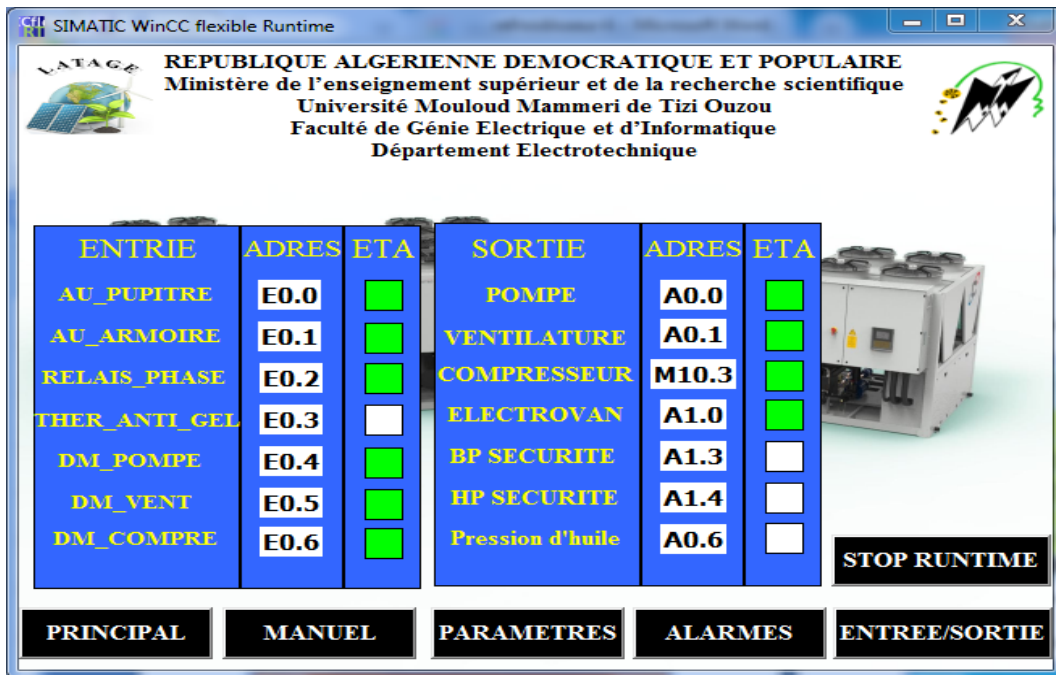 SIMATIC WinCC flexible Runtime
LATAGE
REPUBLIQUE ALGERIENNE DEMOCRATIQUE ET POPULAIRE
Ministère de l'enseignement supérieur et de la recherche scientifique
Université Mouloud Mammeri de Tizi Ouzou
Faculté de Génie Electrique et d'Informatique
Département Electrotechnique
ENTRIE ADRES ETA SORTIE ADRES ETA
AU_PUPITRE E0.0 POMPE A0.0
AU_ARMOIRE E0.1 VENTILATURE A0.1
RELAIS_PHASE E0.2 COMPRESSEUR M10.3
THER_ANTI_GEL E0.3 ELECTROVAN A1.0
DM_POMPE E0.4 BP SECURITE A1.3
DM_VENT E0.5 HP SECURITE A1.4
DM_COMPRE E0.6 Pression d'huile A0.6
STOP RUNTIME
PRINCIPAL MANUEL PARAMETRES ALARMES ENTREE/SORTIE